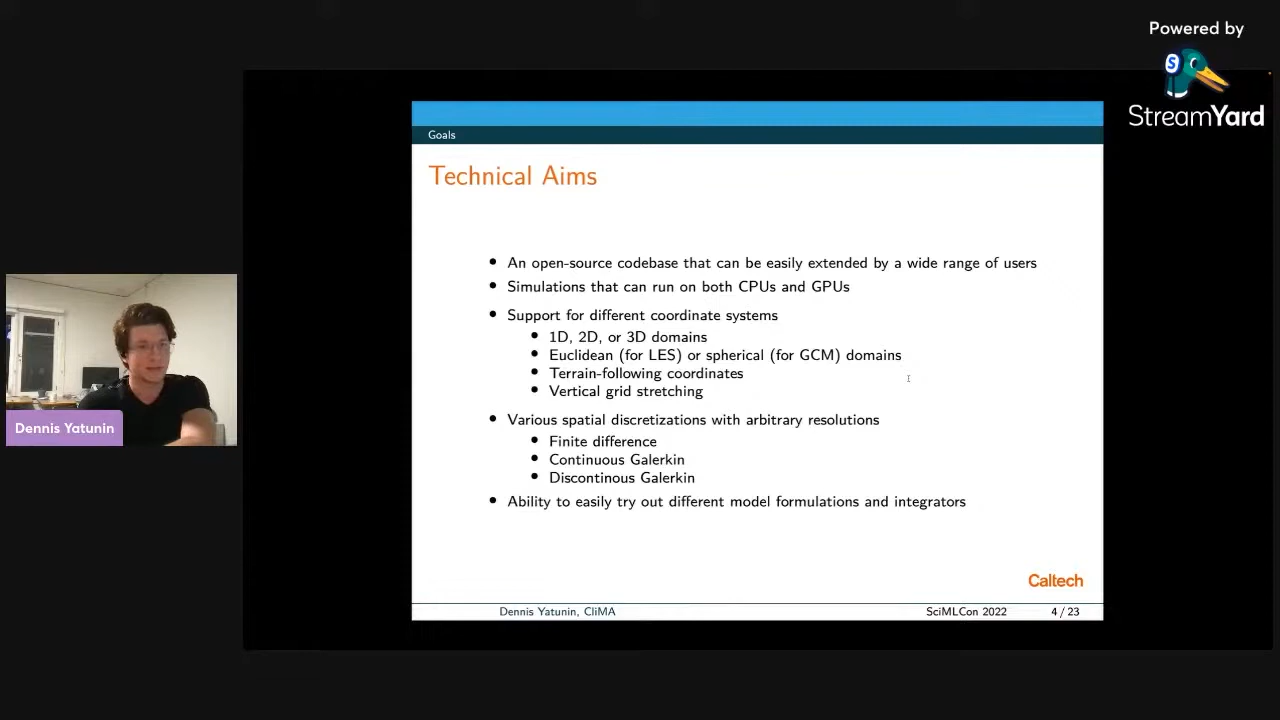 Powered by
S
StreamYard
Goals
Technical Aims
• An open-source codebase that can be easily extended by a wide range of users
• Simulations that can run on both CPUs and GPUs
• Support for different coordinate systems
• 1D, 2D, or 3D domains
• Euclidean (for LES) or spherical (for GCM) domains
• Terrain-following coordinates
• Vertical grid stretching
• Various spatial discretizations with arbitrary resolutions
• Finite difference
• Continuous Galerkin
• Discontinous Galerkin
• Ability to easily try out different model formulations and integrators
Caltech
Dennis Yatunin, CliMA
SciMLCon 2022
4 / 23
Dennis Yatunin